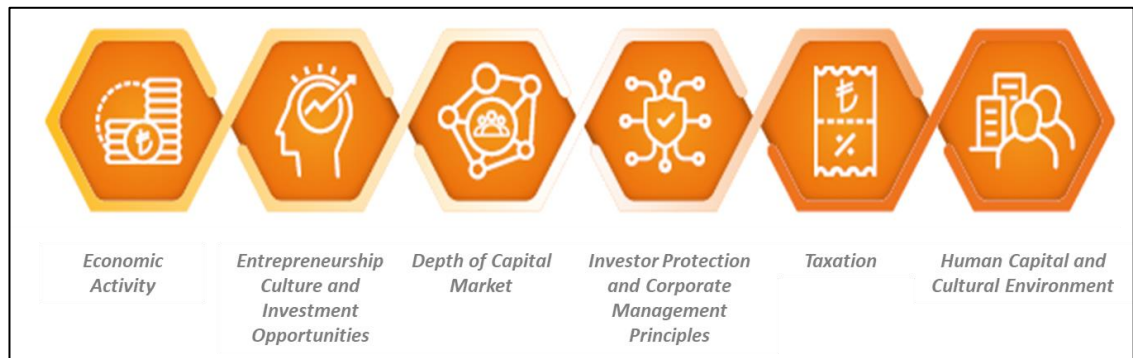 ₺
₺
%
Economic
Activity
Entrepreneurship
Culture and
Investment
Opportunities
Depth of Capital
Market
Investor Protection
and Corporate
Management
Principles
Taxation
Human Capital and
Cultural Environment